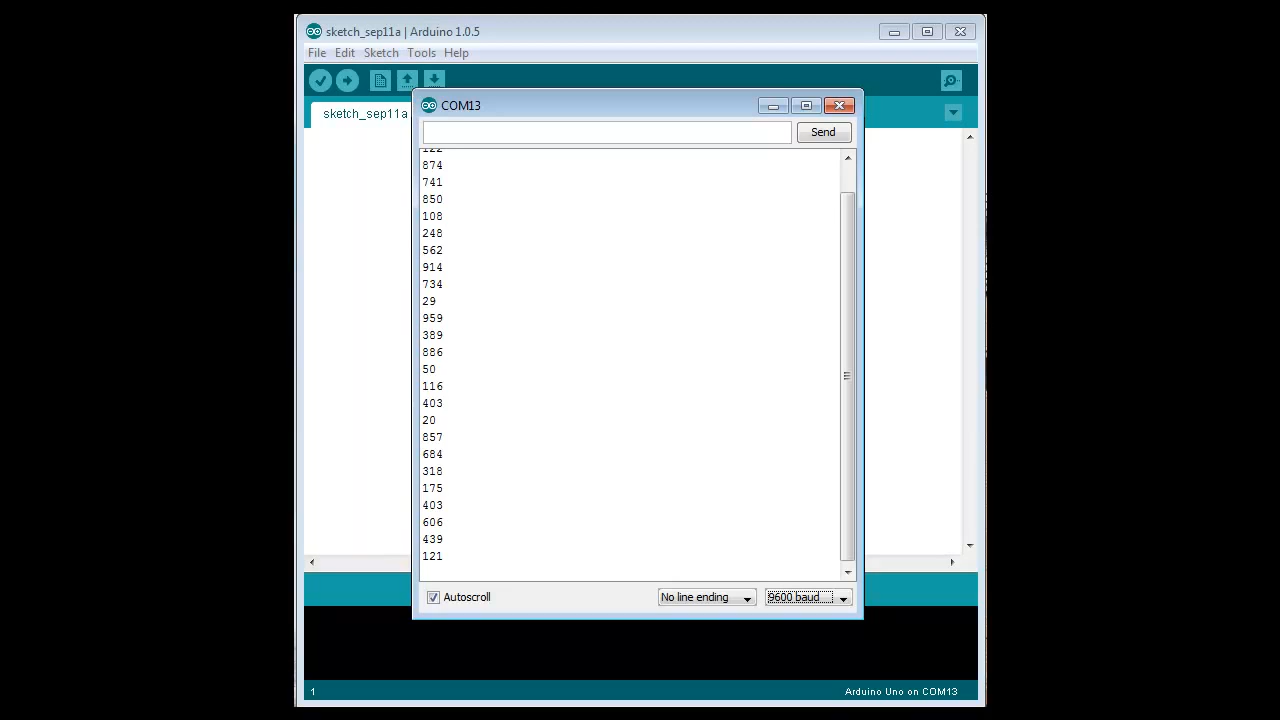 sketch_sep11a | Arduino 1.0.5
File Edit Sketch Tools Help
COM13
sketch_sep11a
Send
122
874
741
850
108
248
562
914
734
29
959
389
886
50
116
403
20
857
684
318
175
403
606
439
121
Autoscroll
No line ending
9600 baud
1
Arduino Uno on COM13